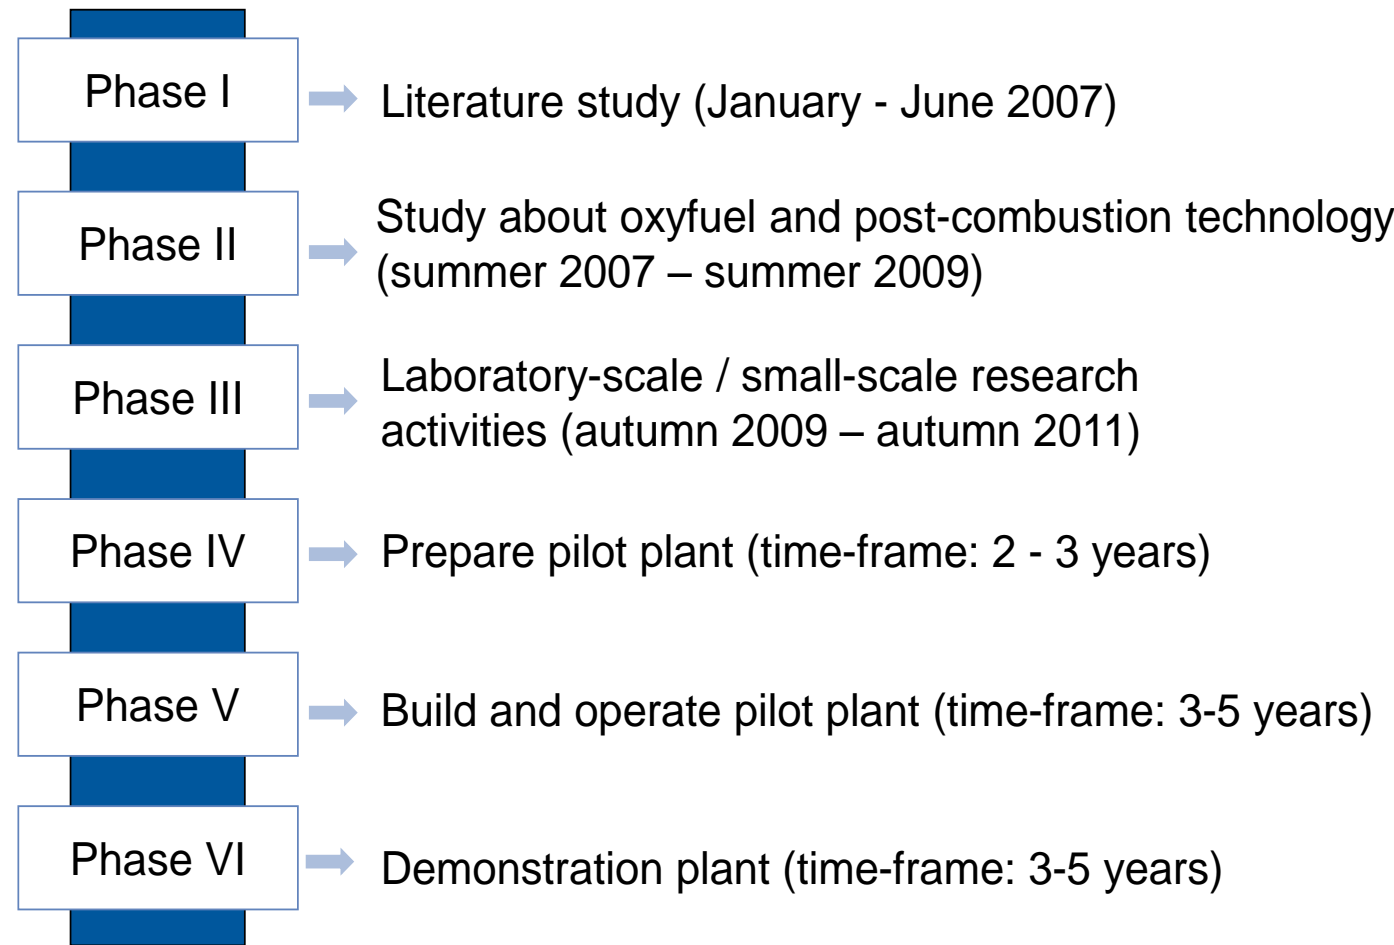 Phase I
Literature study (January - June 2007)
Phase II
Study about oxyfuel and post-combustion technology
(summer 2007 – summer 2009)
Phase III
Laboratory-scale / small-scale research
activities (autumn 2009 – autumn 2011)
Phase IV
Prepare pilot plant (time-frame: 2 - 3 years)
Phase V
Build and operate pilot plant (time-frame: 3-5 years)
Phase VI
Demonstration plant (time-frame: 3-5 years)